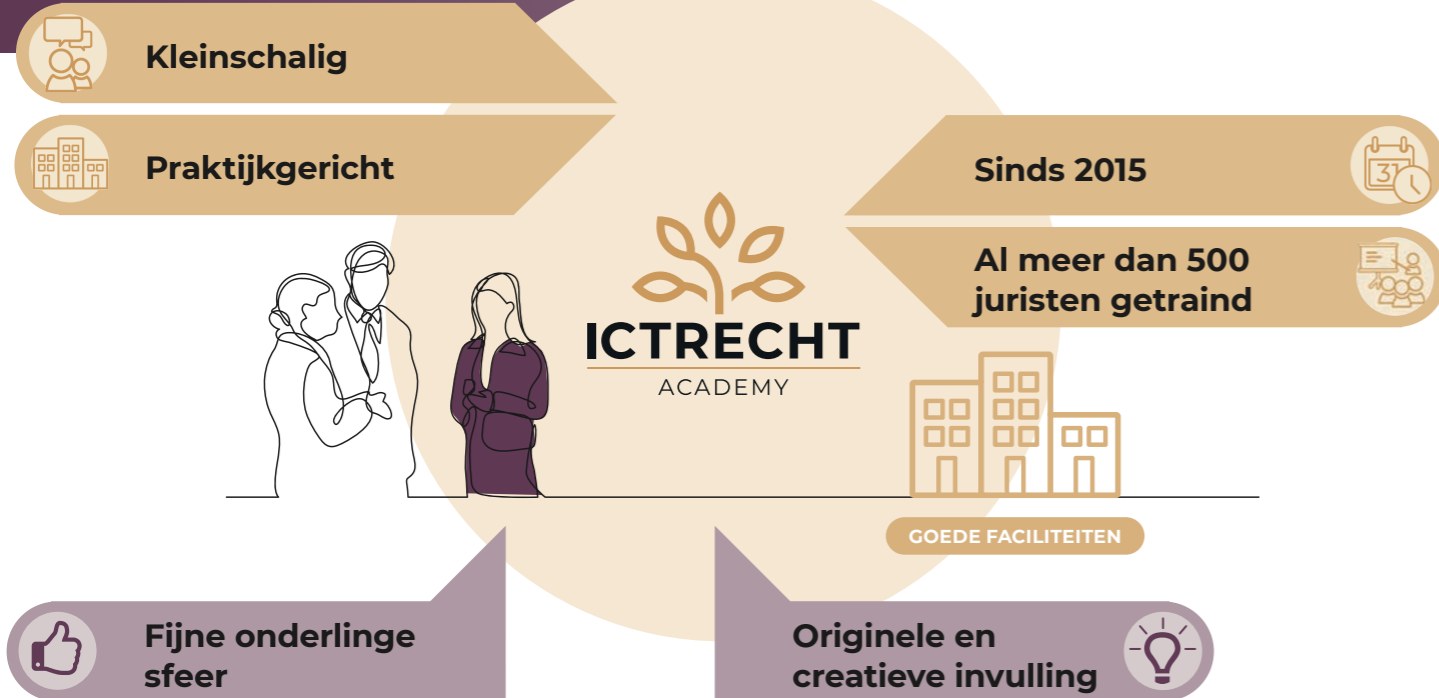 Kleinschalig
Praktijkgericht
Sinds 2015
31
Al meer dan 500
juristen getraind
ICTRECHT
ACADEMY
GOEDE FACILITEITEN
Fijne onderlinge
sfeer
Originele en
creatieve invulling